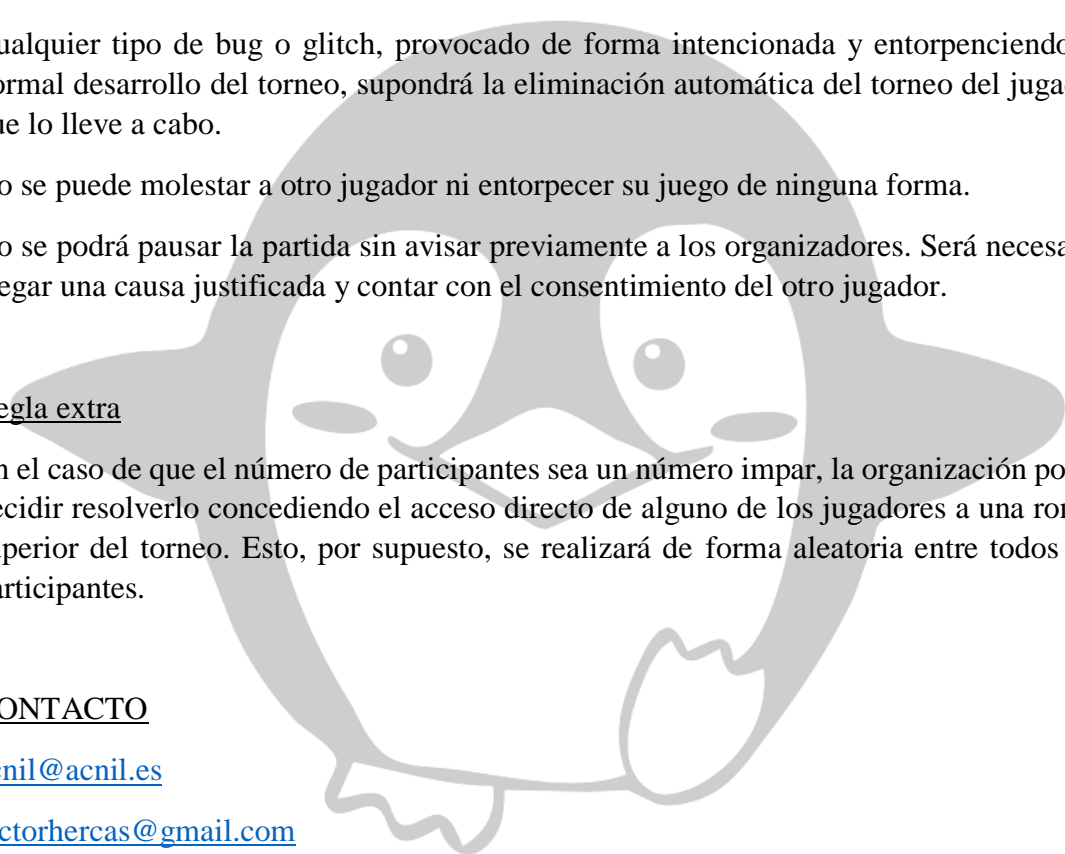 ualquier tipo de bug o glitch, provocado de forma intencionada y entorpenciendo
ormal desarrollo del torneo, supondrá la eliminación automática del torneo del juga
ue lo lleve a cabo.
o se puede molestar a otro jugador ni entorpecer su juego de ninguna forma.
o se podrá pausar la partida sin avisar previamente a los organizadores. Será necesa
egar una causa justificada y contar con el consentimiento del otro jugador.
egla extra
n el caso de que el número de participantes sea un número impar, la organización po
ecidir resolverlo concediendo el acceso directo de alguno de los jugadores a una ron
uperior del torneo. Esto, por supuesto, se realizará de forma aleatoria entre todos
articipantes.
ONTACTO
cnil@acnil.es
ctorhercas@gmail.com